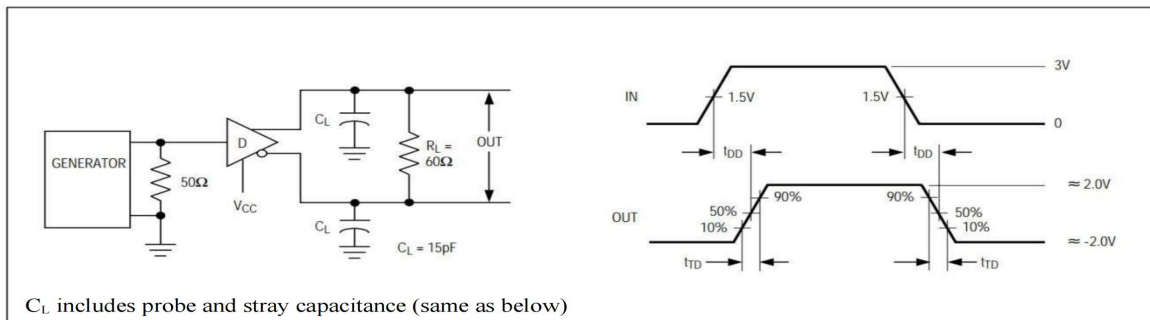 GENERATOR
50Ω
D
VCC
CL
CL
RL =
60Ω
OUT
CL = 15pF
IN
1.5V
1.5V
3V
0
tDD
tDD
OUT
50%
10%
90%
90%
50%
10%
≈ 2.0V
≈ -2.0V
tTD
tTD
CL includes probe and stray capacitance (same as below)